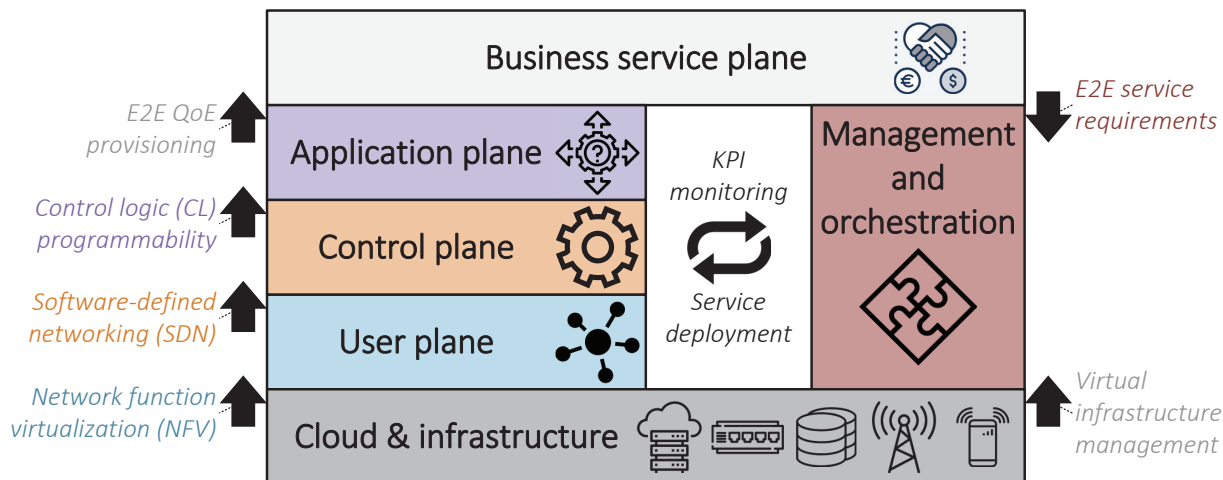 Business service plane
€ $
E2E QoE
provisioning
Application plane
?
KPI
monitoring
Management
and
orchestration
E2E service
requirements
Control logic (CL)
programmability
Control plane
Software-defined
networking (SDN)
User plane
Service
deployment
Network function
virtualization (NFV)
Cloud & infrastructure
Virtual
infrastructure
management